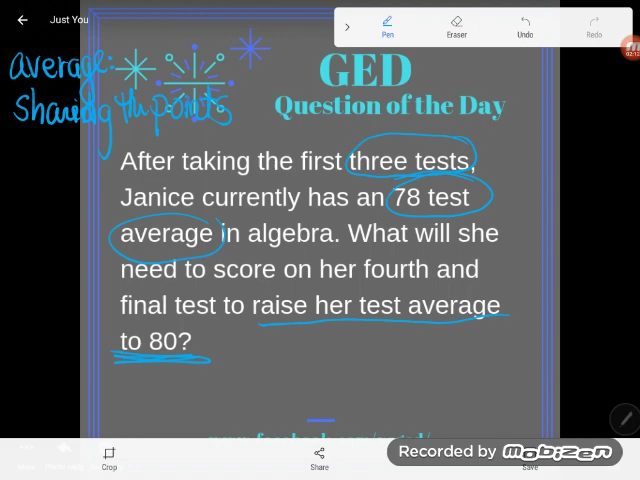 Just You
Pen
Eraser
Undo
Redo
02:12
average:
sharing the points
GED
Question of the Day
After taking the first three tests,
Janice currently has an 78 test
average in algebra. What will she
need to score on her fourth and
final test to raise her test average
to 80?
Crop
Share
Save
Recorded by Mobizen